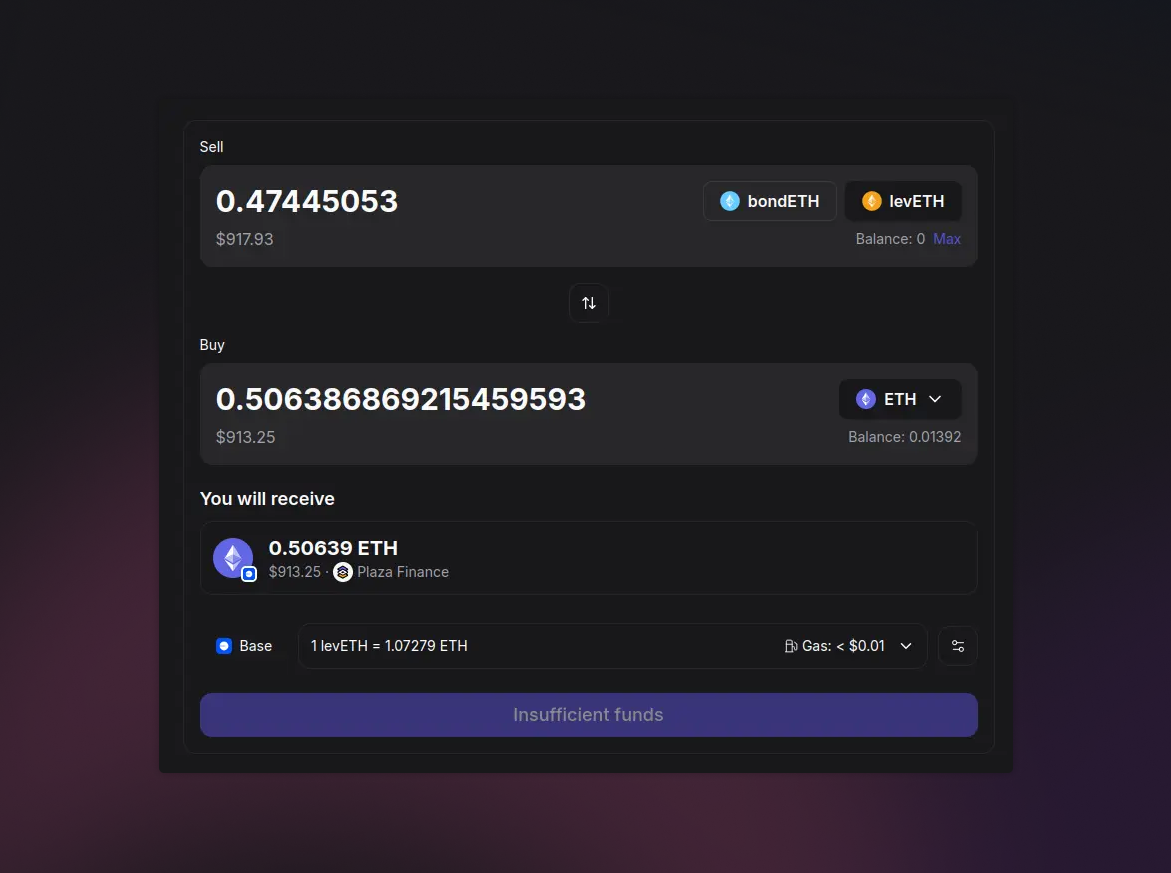 Sell
0.47445053
bondETH
levETH
$917.93
Balance: 0 Max
Buy
0.506386869215459593
ETH
$913.25
Balance: 0.01392
You will receive
0.50639 ETH
$913.25 · Plaza Finance
Base
1 levETH = 1.07279 ETH
Gas: < $0.01
Insufficient funds